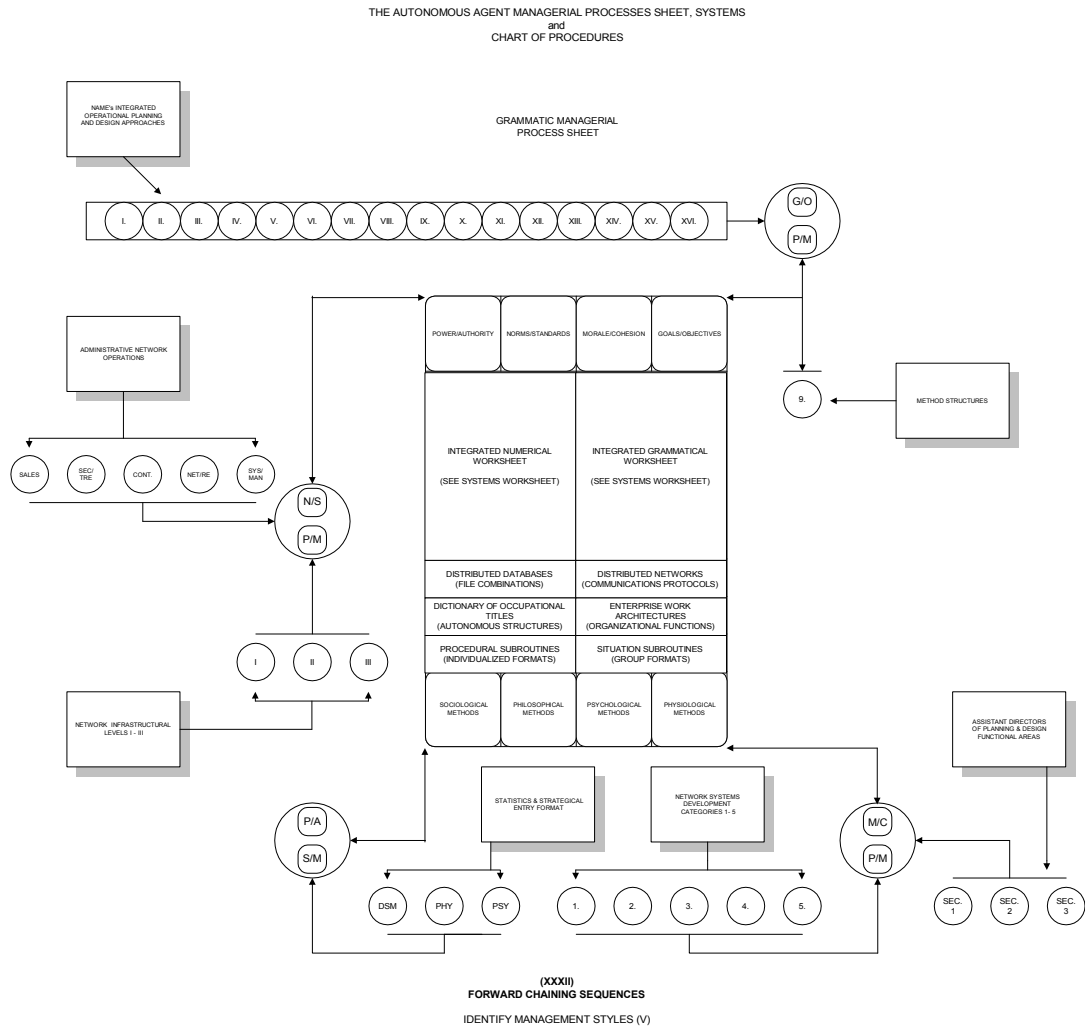 THE AUTONOMOUS AGENT MANAGERIAL PROCESSES SHEET, SYSTEMS
and
CHART OF PROCEDURES
NAME's INTEGRATED
OPERATIONAL PLANNING
AND DESIGN APPROACHES
GRAMMATIC MANAGERIAL
PROCESS SHEET
I.
II.
III.
IV.
V.
VI.
VII.
VIII.
IX.
X.
XI.
XII.
XIII.
XIV.
XV.
XVI.
G/O
P/M
POWER/AUTHORITY
NORMS/STANDARDS
MORALE/COHESION
GOALS/OBJECTIVES
ADMINISTRATIVE NETWORK
OPERATIONS
9.
METHOD STRUCTURES
SALES
SEC/
TRE
CONT.
NET/RE
SYS/
MAN
INTEGRATED NUMERICAL
WORKSHEET
(SEE SYSTEMS WORKSHEET)
INTEGRATED GRAMMATICAL
WORKSHEET
(SEE SYSTEMS WORKSHEET)
N/S
P/M
DISTRIBUTED DATABASES
(FILE COMBINATIONS)
DISTRIBUTED NETWORKS
(COMMUNICATIONS PROTOCOLS)
DICTIONARY OF OCCUPATIONAL
TITLES
(AUTONOMOUS STRUCTURES)
ENTERPRISE WORK
ARCHITECTURES
(ORGANIZATIONAL FUNCTIONS)
PROCEDURAL SUBROUTINES
(INDIVIDUALIZED FORMATS)
SITUATION SUBROUTINES
(GROUP FORMATS)
I
II
III
SOCIOLOGICAL
METHODS
PHILOSOPHICAL
METHODS
PSYCHOLOGICAL
METHODS
PHYSIOLOGICAL
METHODS
NETWORK INFRASTRUCTURAL
LEVELS I - III
ASSISTANT DIRECTORS
OF PLANNING & DESIGN
FUNCTIONAL AREAS
STATISTICS & STRATEGICAL
ENTRY FORMAT
NETWORK SYSTEMS
DEVELOPMENT
CATEGORIES 1- 5
P/A
S/M
M/C
P/M
DSM
PHY
PSY
1.
2.
3.
4.
5.
SEC.
1
SEC.
2
SEC.
3
(XXXII)
FORWARD CHAINING SEQUENCES
IDENTIFY MANAGEMENT STYLES (V)